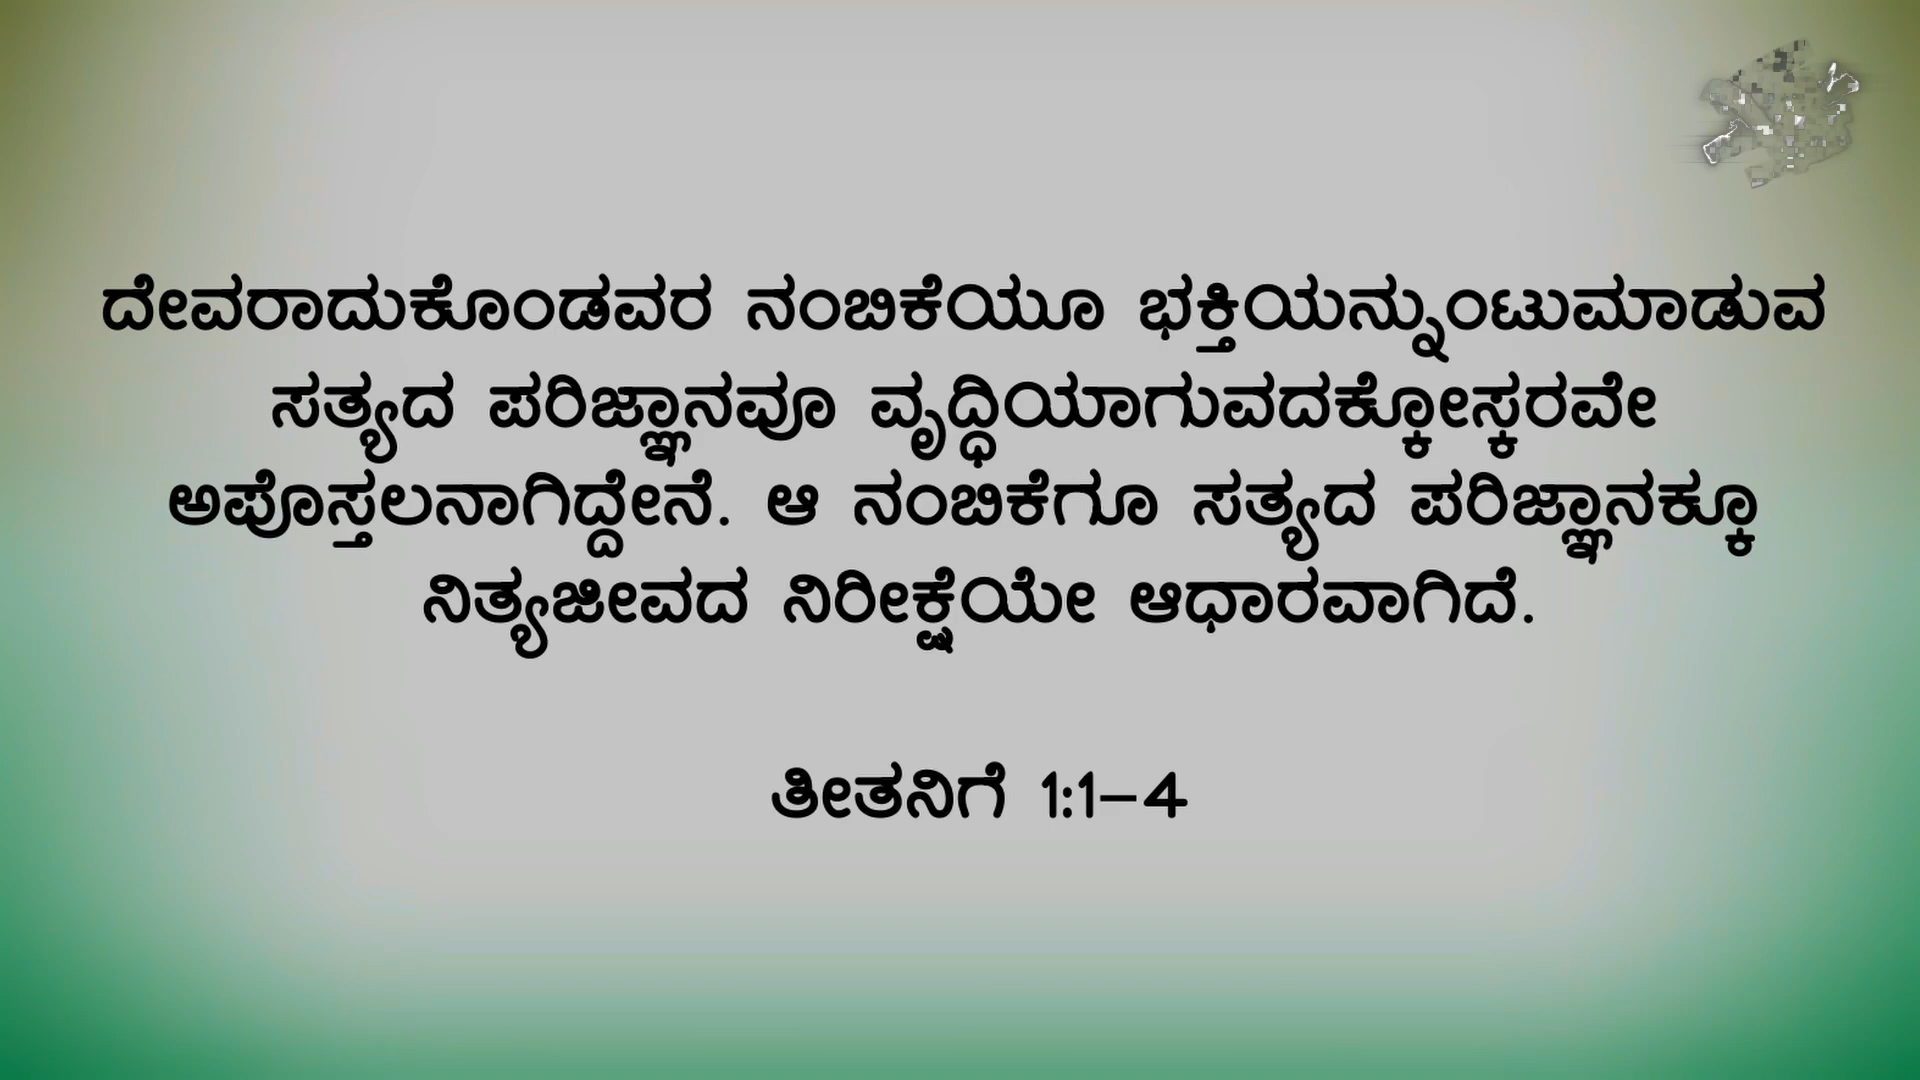 ದೇವರಾದುಕೊಂಡವರ ನಂಬಿಕೆಯೂ ಭಕ್ತಿಯನ್ನುಂಟುಮಾಡುವ
ಸತ್ಯದ ಪರಿಜ್ಞಾನವೂ ವೃದ್ಧಿಯಾಗುವದಕ್ಕೋಸ್ಕರವೇ
ಅಪೊಸ್ತಲನಾಗಿದ್ದೇನೆ. ಆ ನಂಬಿಕೆಗೂ ಸತ್ಯದ ಪರಿಜ್ಞಾನಕ್ಕೂ
ನಿತ್ಯಜೀವದ ನಿರೀಕ್ಷೆಯೇ ಆಧಾರವಾಗಿದೆ.
ತೀತನಿಗೆ 1:1–4